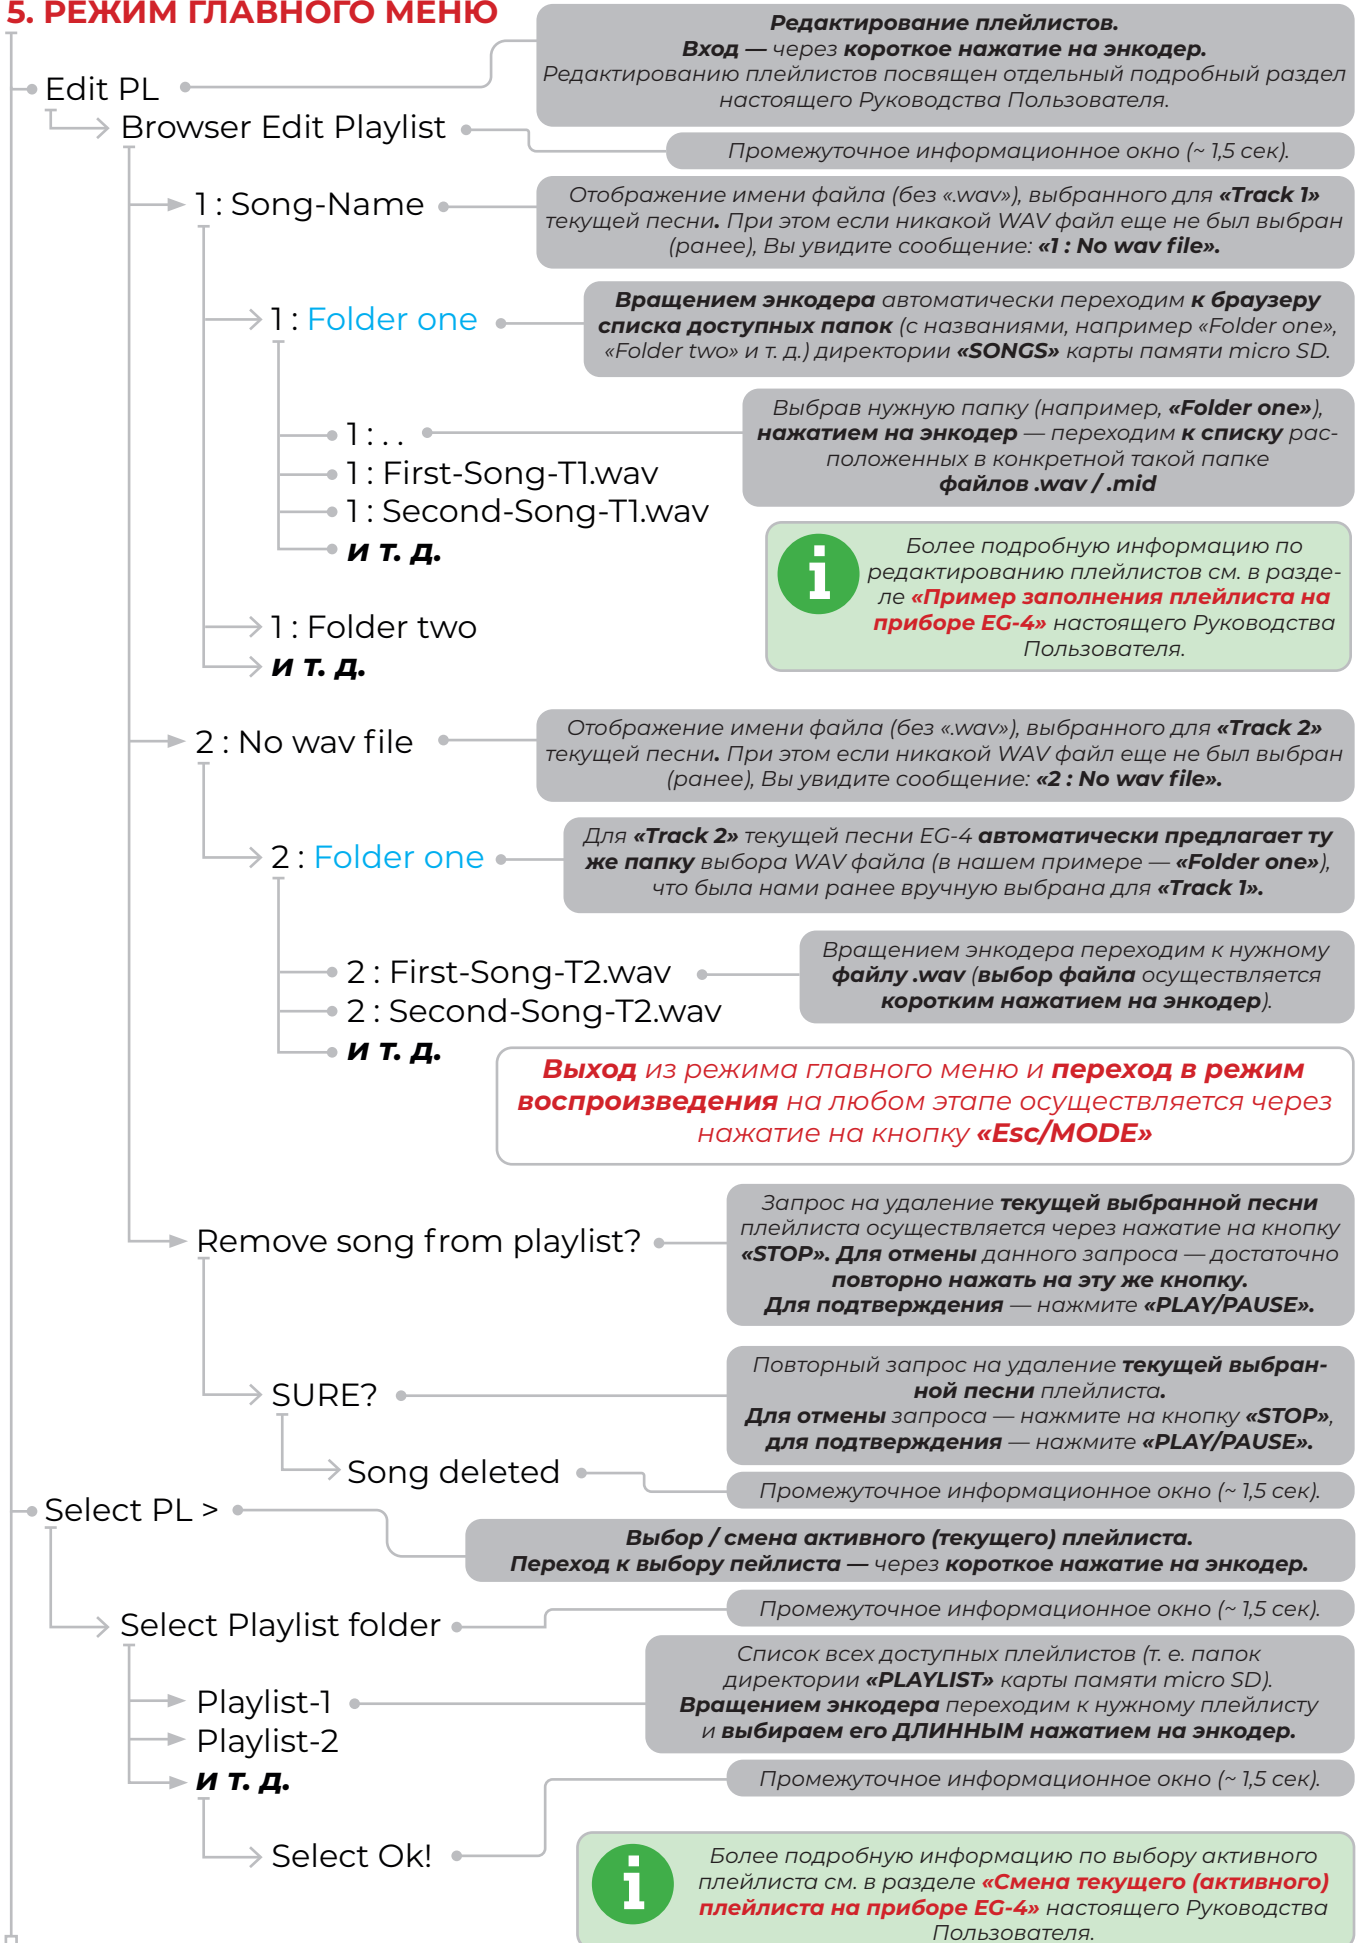 5. РЕЖИМ ГЛАВНОГО МЕНЮ
Редактирование плейлистов.
Вход — через короткое нажатие на энкодер.
Редактированию плейлистов посвящен отдельный подробный раздел
настоящего Руководства Пользователя.
Edit PL
Browser Edit Playlist
Промежуточное информационное окно (~ 1,5 сек).
1 : Song-Name
Отображение имени файла (без «.wav»), выбранного для «Track 1»
текущей песни. При этом если никакой WAV файл еще не был выбран
(ранее), Вы увидите сообщение: «1 : No wav file».
1 : Folder one
Вращением энкодера автоматически переходим к браузеру
списка доступных папок (с названиями, например «Folder one»,
«Folder two» и т. д.) директории «SONGS» карты памяти micro SD.
Выбрав нужную папку (например, «Folder one»),
нажатием на энкодер — переходим к списку рас-
положенных в конкретной такой папке
файлов .wav / .mid
1 : . .
1 : First-Song-T1.wav
1 : Second-Song-T1.wav
и т. д.
Более подробную информацию по
редактированию плейлистов см. в разде-
ле «Пример заполнения плейлиста на
приборе EG-4» настоящего Руководства
Пользователя.
1 : Folder two
и т. д.
2 : No wav file
Отображение имени файла (без «.wav»), выбранного для «Track 2»
текущей песни. При этом если никакой WAV файл еще не был выбран
(ранее), Вы увидите сообщение: «2 : No wav file».
2 : Folder one
Для «Track 2» текущей песни EG-4 автоматически предлагает ту
же папку выбора WAV файла (в нашем примере — «Folder one»),
что была нами ранее вручную выбрана для «Track 1».
2 : First-Song-T2.wav
2 : Second-Song-T2.wav
и т. д.
Вращением энкодера переходим к нужному
файлу .wav (выбор файла осуществляется
коротким нажатием на энкодер).
Выход из режима главного меню и переход в режим
воспроизведения на любом этапе осуществляется через
нажатие на кнопку «Esc/MODE»
Remove song from playlist?
Запрос на удаление текущей выбранной песни
плейлиста осуществляется через нажатие на кнопку
«STOP». Для отмены данного запроса — достаточно
повторно нажать на эту же кнопку.
Для подтверждения — нажмите «PLAY/PAUSE».
SURE?
Повторный запрос на удаление текущей выбран-
ной песни плейлиста.
Для отмены запроса — нажмите на кнопку «STOP»,
для подтверждения — нажмите «PLAY/PAUSE».
Song deleted
Промежуточное информационное окно (~ 1,5 сек).
Select PL >
Выбор / смена активного (текущего) плейлиста.
Переход к выбору пейлиста — через короткое нажатие на энкодер.
Select Playlist folder
Промежуточное информационное окно (~ 1,5 сек).
Список всех доступных плейлистов (т. е. папок
директории «PLAYLIST» карты памяти micro SD).
Вращением энкодера переходим к нужному плейлисту
и выбираем его ДЛИННЫМ нажатием на энкодер.
Playlist-1
Playlist-2
и т. д.
Промежуточное информационное окно (~ 1,5 сек).
Select Ok!
Более подробную информацию по выбору активного
плейлиста см. в разделе «Смена текущего (активного)
плейлиста на приборе EG-4» настоящего Руководства
Пользователя.